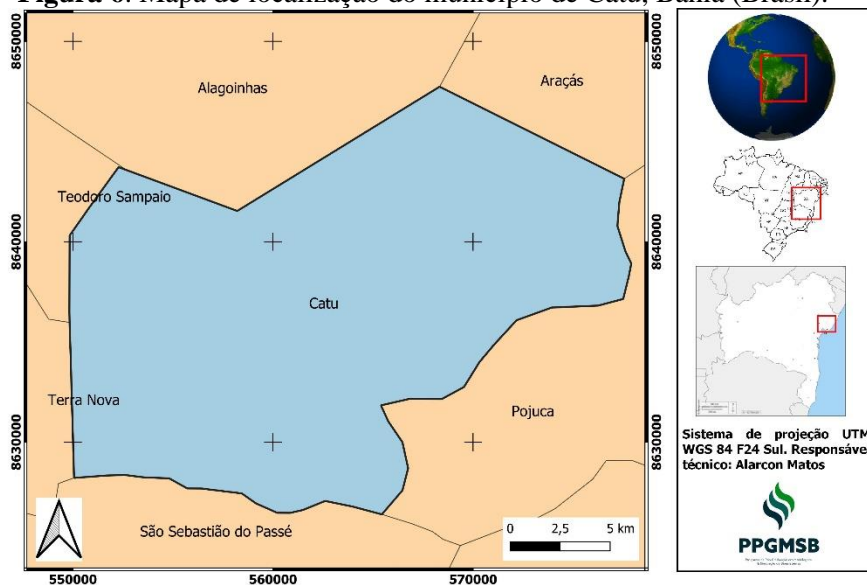 Figura 6. Mapa de localização do município de Catu, Bahia (Brasil).
8650000
8650000
Alagoinhas
Araçás
Teodoro Sampaio
8640000
8640000
Catu
Terra Nova
Pojuca
8630000
8630000
São Sebastião do Passé
0 2,5 5 km
550000
560000
570000
Sistema de projeção UTM
WGS 84 F24 Sul. Responsáve
técnico: Alarcon Matos
PPGMSB